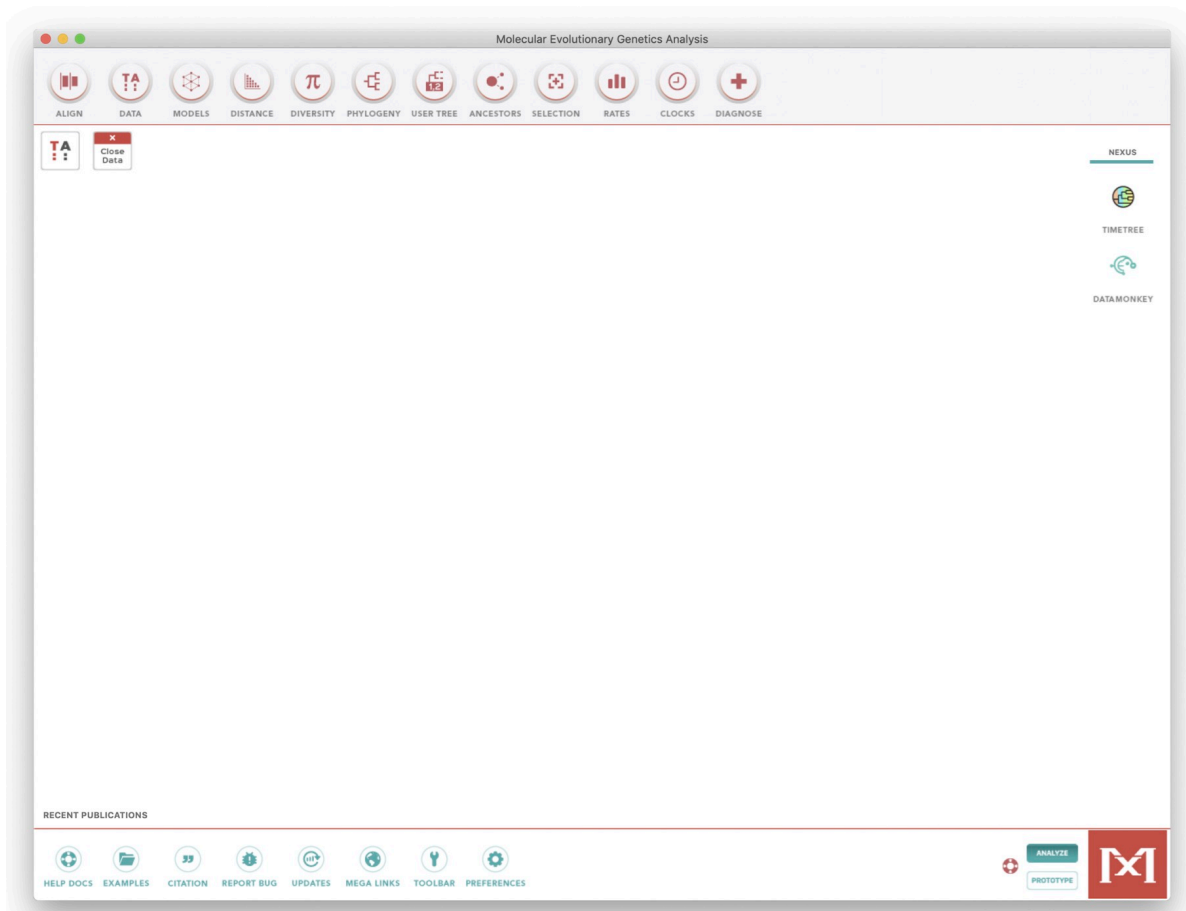 Molecular Evolutionary Genetics Analysis
ALIGN DATA MODELS DISTANCE DIVERSITY PHYLOGENY USER TREE ANCESTORS SELECTION RATES CLOCKS DIAGNOSE
TA
TA
π
12
Close
Data
NEXUS
TIMETREE
DATAMONKEY
RECENT PUBLICATIONS
HELP DOCS EXAMPLES CITATION REPORT BUG UPDATES MEGA LINKS TOOLBAR PREFERENCES
ANALYZE
PROTOTYPE
M